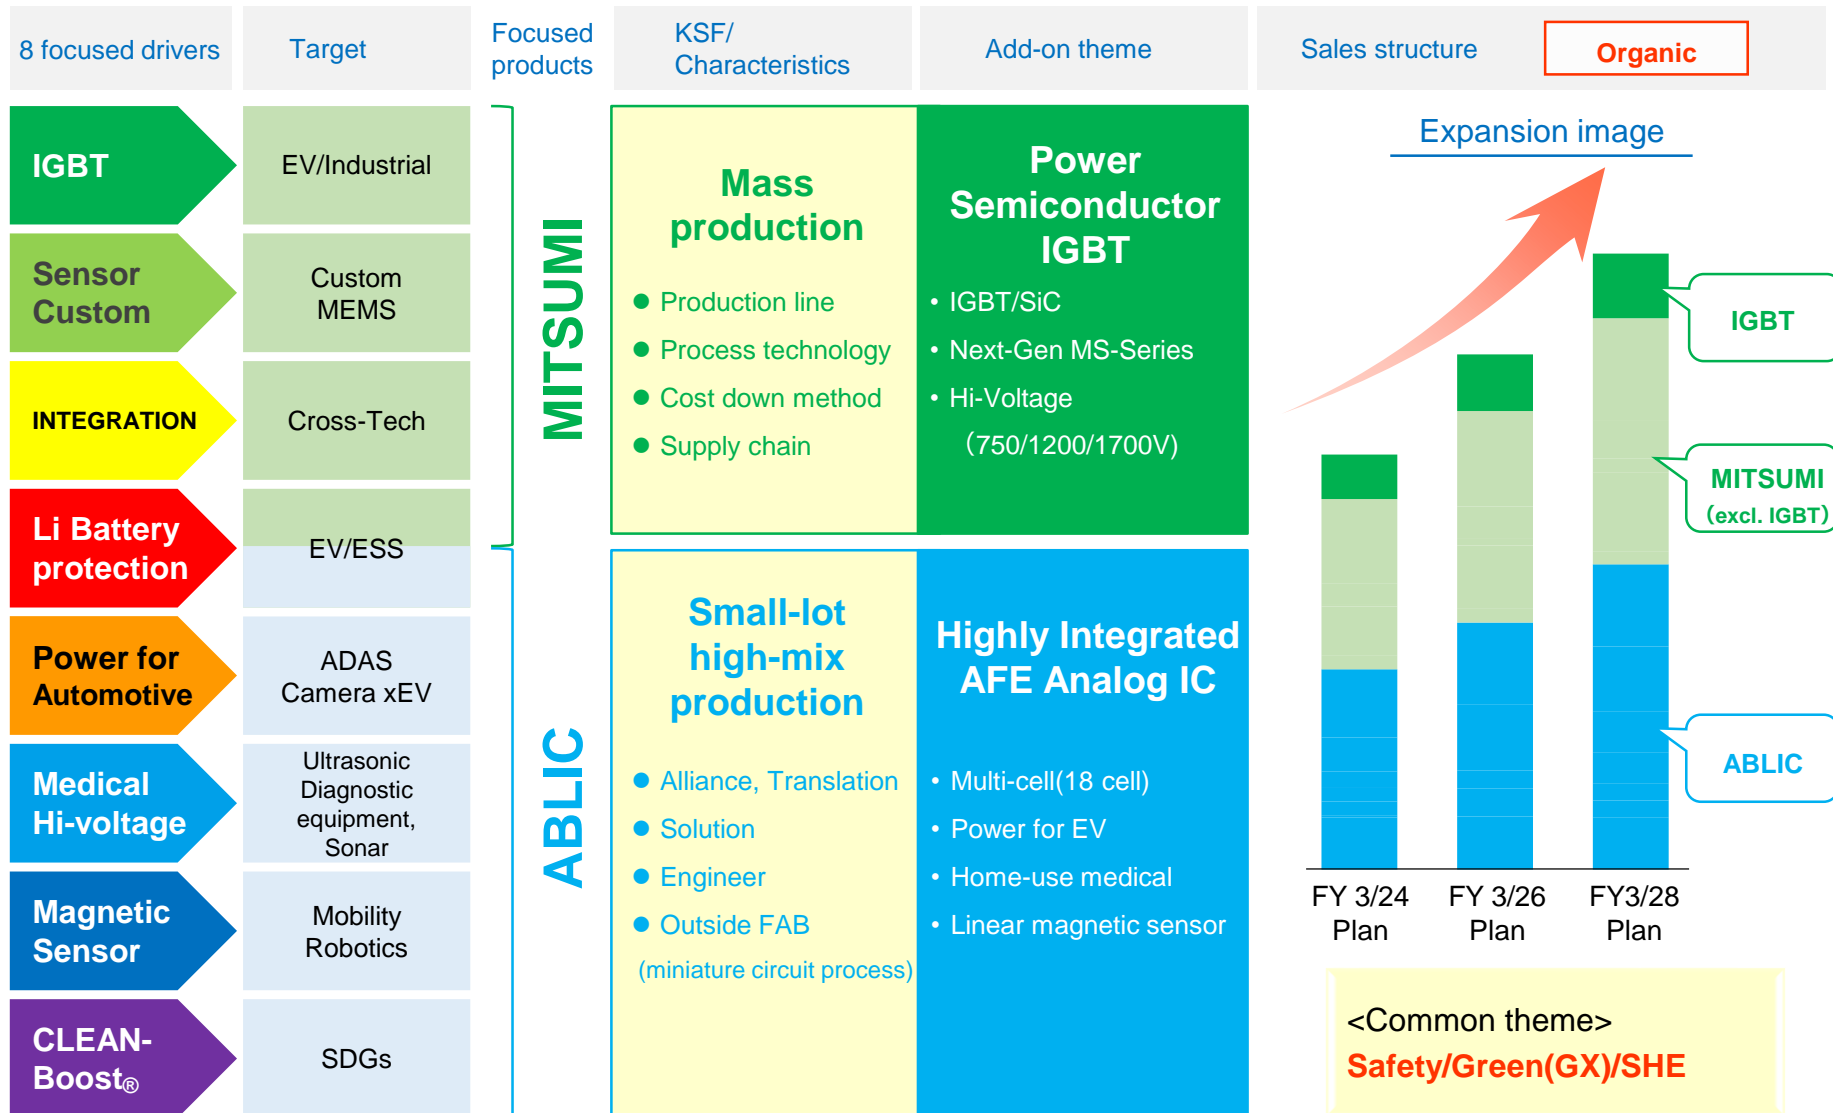 8 focused drivers
Target
Focused
products
KSF/
Characteristics
Add-on theme
Sales structure
Organic
IGBT
Sensor
Custom
INTEGRATION
Li Battery
protection
Power for
Automotive
Medical
Hi-voltage
Magnetic
Sensor
CLEAN-
Boost®
EV/Industrial
Custom
MEMS
Cross-Tech
EV/ESS
ADAS
Camera xEV
Ultrasonic
Diagnostic
equipment,
Sonar
Mobility
Robotics
SDGs
MITSUMI
ABLIC
Mass
production
● Production line
● Process technology
● Cost down method
● Supply chain
Power
Semiconductor
IGBT
• IGBT/SiC
• Next-Gen MS-Series
• Hi-Voltage
（750/1200/1700V)
Small-lot
high-mix
production
● Alliance, Translation
● Solution
● Engineer
● Outside FAB
(miniature circuit process)
Highly Integrated
AFE Analog IC
• Multi-cell(18 cell)
• Power for EV
• Home-use medical
• Linear magnetic sensor
Expansion image
IGBT
MITSUMI
（excl. IGBT）
ABLIC
FY 3/24
Plan
FY 3/26
Plan
FY3/28
Plan
<Common theme>
Safety/Green(GX)/SHE